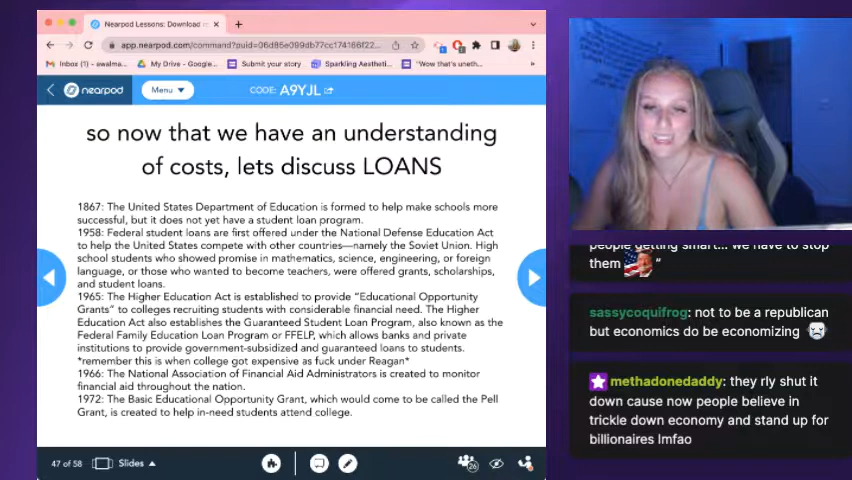 Nearpod Lessons: Download
app.nearpod.com/command?puid=06d85e099db77cc174166f22...
Inbox (6) - awalma...
My Drive - Google...
Submit your story
Sparkling Aestheti...
"Wow that's uneth...
nearpod
Menu ▼
CODE: A9YJL
so now that we have an understanding
of costs, lets discuss LOANS
1867: The United States Department of Education is formed to help make schools more
successful, but it does not yet have a student loan program.
1958: Federal student loans are first offered under the National Defense Education Act
to help the United States compete with other countries—namely the Soviet Union. High
school students who showed promise in mathematics, science, engineering, or foreign
language, or those who wanted to become teachers, were offered grants, scholarships,
and student loans.
1965: The Higher Education Act is established to provide “Educational Opportunity
Grants” to colleges recruiting students with considerable financial need. The Higher
Education Act also establishes the Guaranteed Student Loan Program, also known as the
Federal Family Education Loan Program or FFELP, which allows banks and private
institutions to provide government-subsidized and guaranteed loans to students.
*remember this is when college got expensive as fuck under Reagan*
1966: The National Association of Financial Aid Administrators is created to monitor
financial aid throughout the nation.
1972: The Basic Educational Opportunity Grant, which would come to be called the Pell
Grant, is created to help in-need students attend college.
47 of 58
Slides ▲
26
people getting smart... we have to stop
them “
sassycoquifrog: not to be a republican
but economics do be economizing
methadonedaddy: they rly shut it
down cause now people believe in
trickle down economy and stand up for
billionaires lmfao